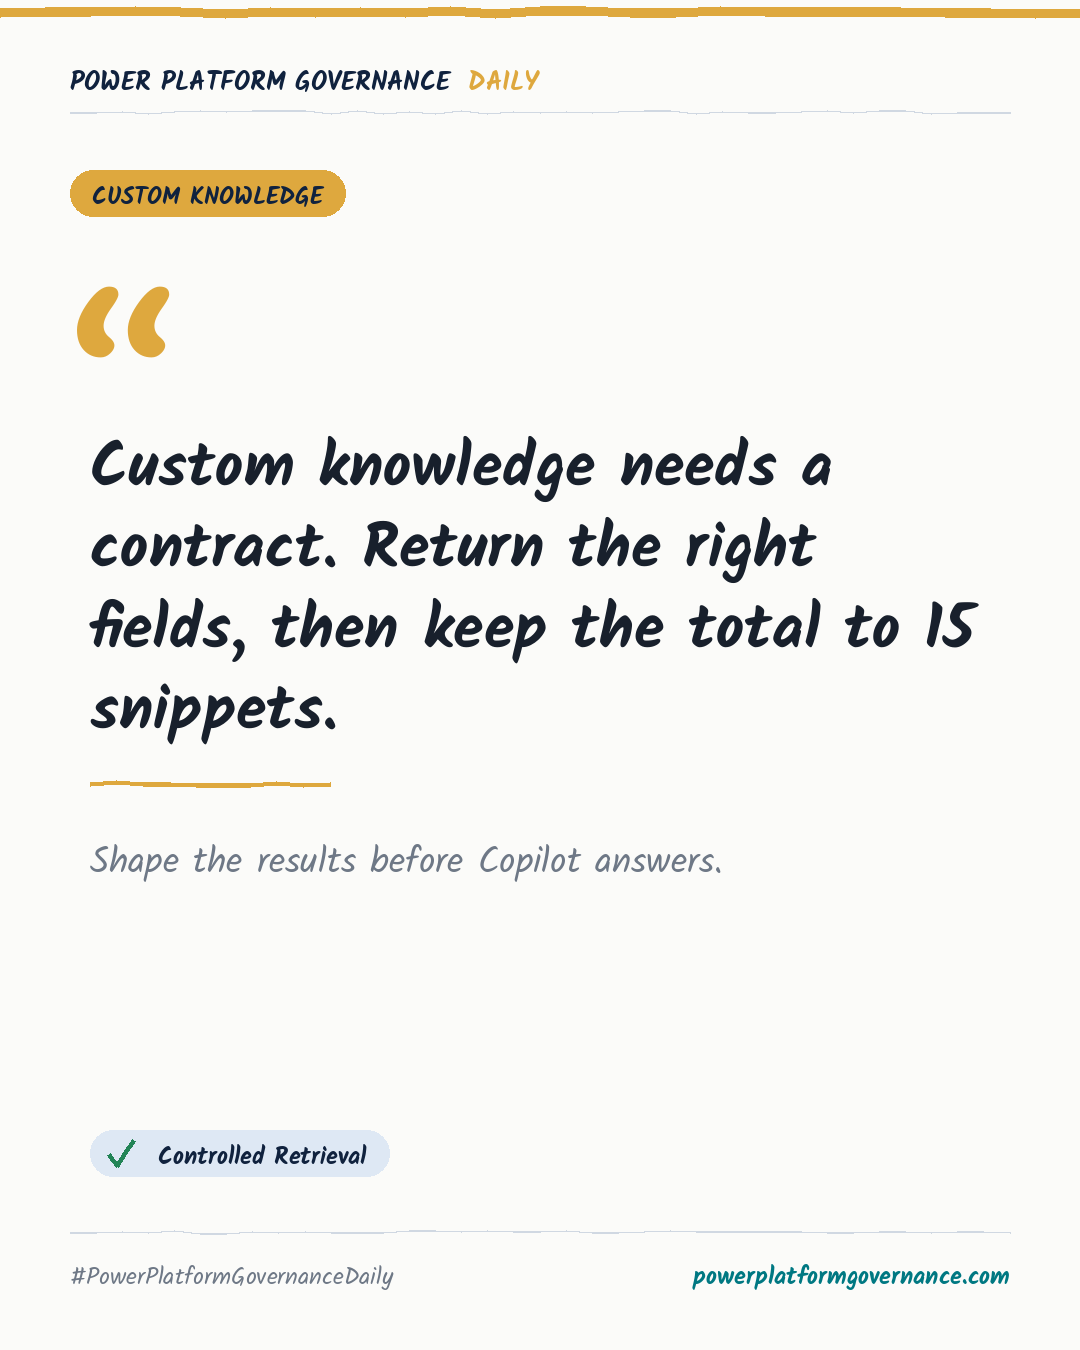 POWER PLATFORM GOVERNANCE DAILY
CUSTOM KNOWLEDGE
“
Custom knowledge needs a
contract. Return the right
fields, then keep the total to 15
snippets.
Shape the results before Copilot answers.
✓ Controlled Retrieval
#PowerPlatformGovernanceDaily
powerplatformgovernance.com